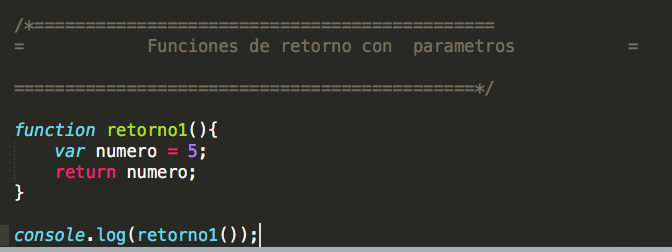 /*=============================================
=            Funciones de retorno con  parametros            =
=============================================*/
function retorno1(){
    var numero = 5;
    return numero;
}
console.log(retorno1());